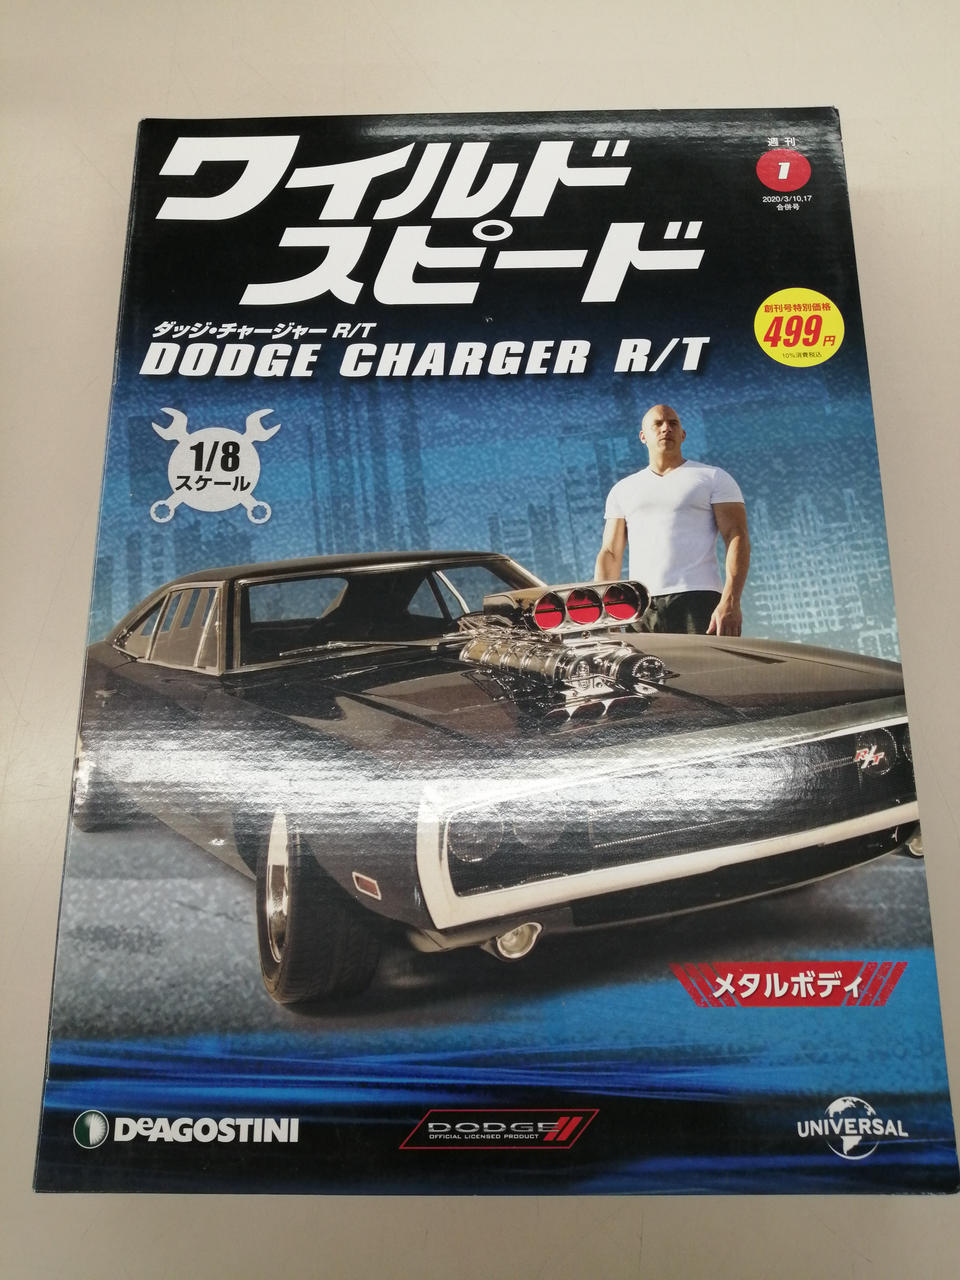 ワイルド
スピード
週刊
1
2020/3/10,17
合併号
創刊号特別価格
499円
10%消費税込
ダッジ・チャージャー R/T
DODGE CHARGER R/T
1/8
スケール
R/T
メタルボディ
DeAGOSTINI
DODGE
OFFICIAL LICENSED PRODUCT
UNIVERSAL